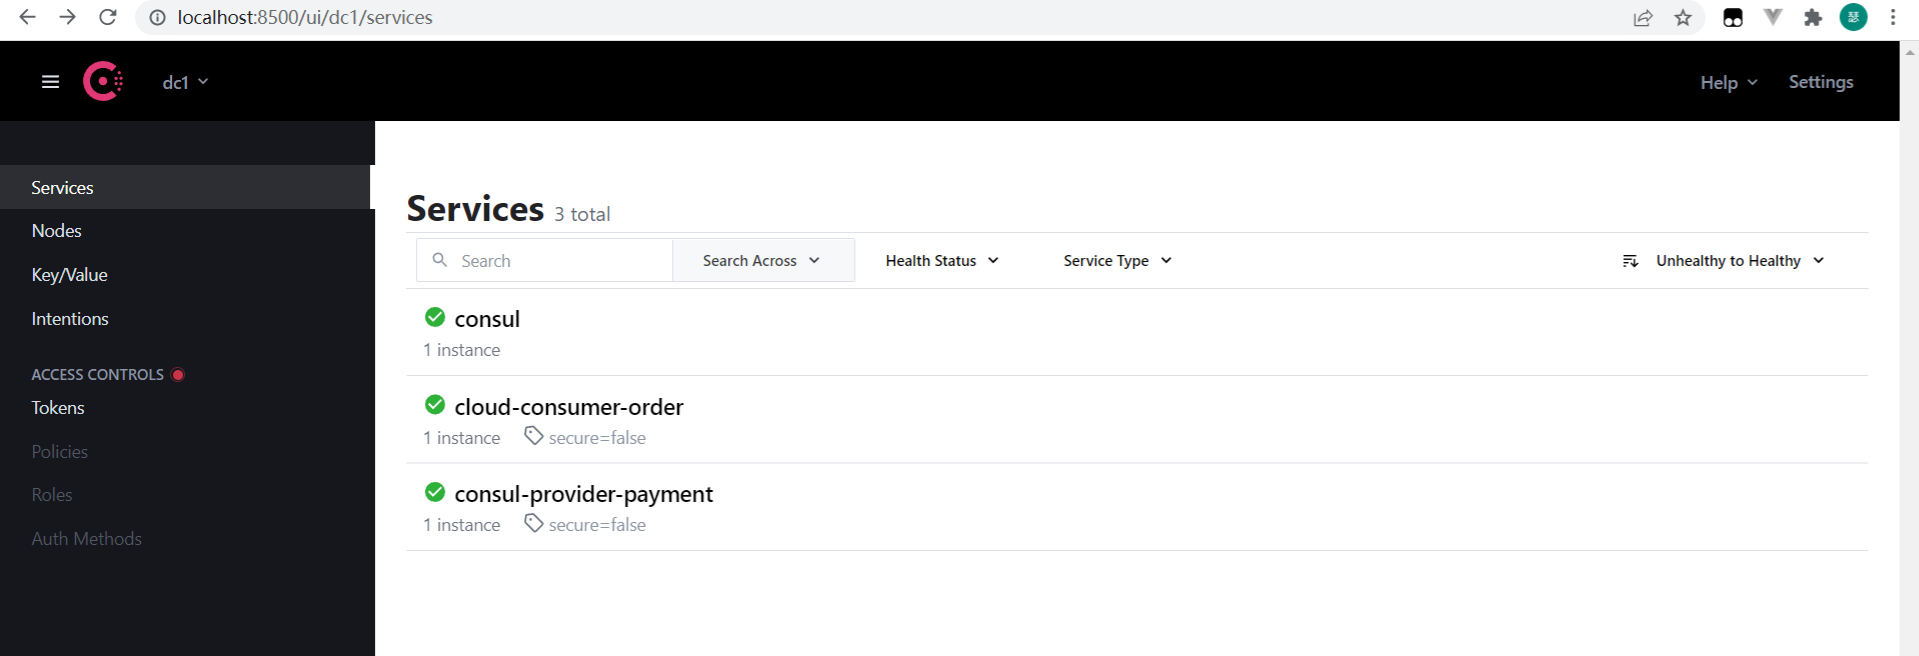 localhost:8500/ui/dc1/services
瑟
dc1
Help
Settings
Services
Nodes
Key/Value
Intentions
ACCESS CONTROLS
Tokens
Policies
Roles
Auth Methods
Services 3 total
Search
Search Across
Health Status
Service Type
Unhealthy to Healthy
consul
1 instance
cloud-consumer-order
1 instance secure=false
consul-provider-payment
1 instance secure=false